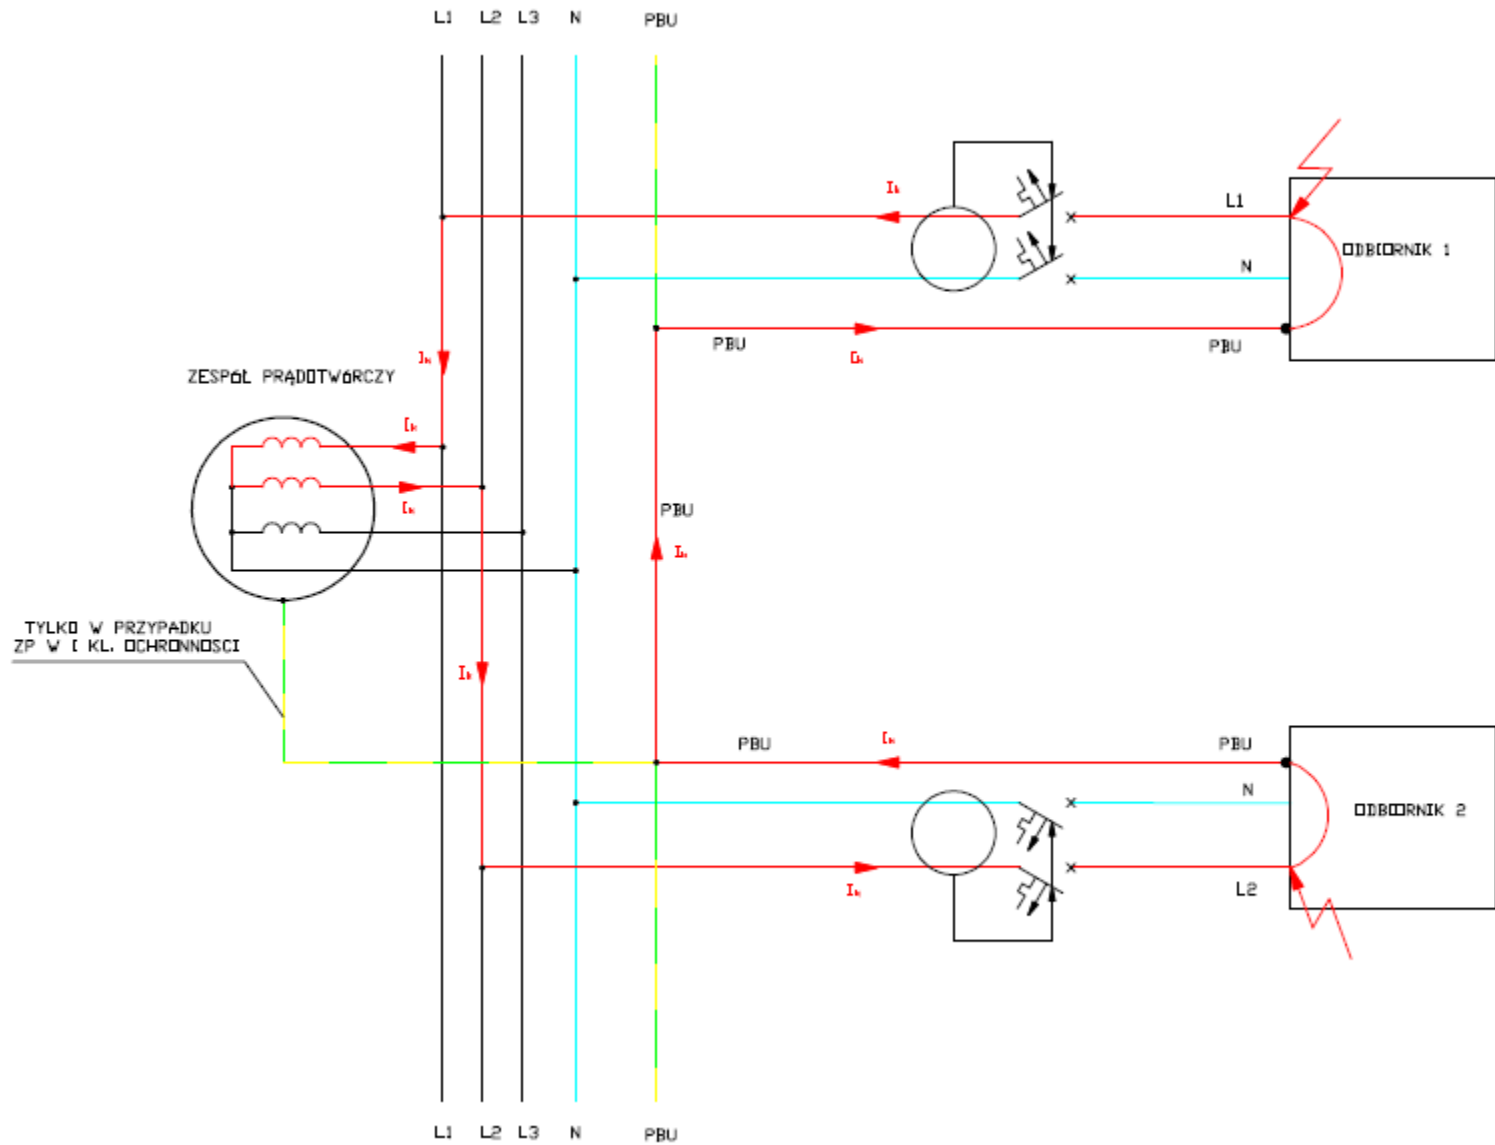 L1 L2 L3 N PBU
Ik
L1
ODBIORNIK 1
N
PBU
Ik
PBU
Ik
ZESPÓŁ PRĄDOTWÓRCZY
Ik
Ik
PBU
Ik
TYLKO W PRZYPADKU
ZP W I KL. OCHRONNOSCI
Ik
PBU
Ik
PBU
N
ODBIORNIK 2
Ik
L2
L1 L2 L3 N PBU